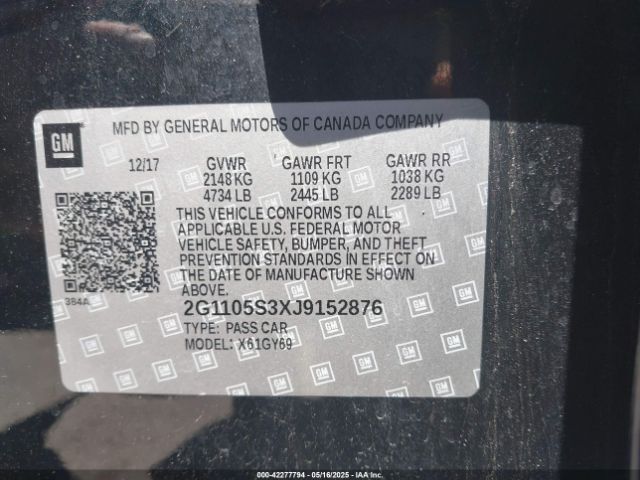 GM
MFD BY GENERAL MOTORS OF CANADA COMPANY
12/17 GVWR GAWR FRT GAWR RR
2148 KG 1109 KG 1038 KG
4734 LB 2445 LB 2289 LB
THIS VEHICLE CONFORMS TO ALL
APPLICABLE U.S. FEDERAL MOTOR
VEHICLE SAFETY, BUMPER, AND THEFT
PREVENTION STANDARDS IN EFFECT ON
THE DATE OF MANUFACTURE SHOWN
ABOVE.
384A
2G1105S3XJ9152876
TYPE: PASS CAR
MODEL: X61GY69
000-42277794 - 05/16/2025 - IAA Inc.